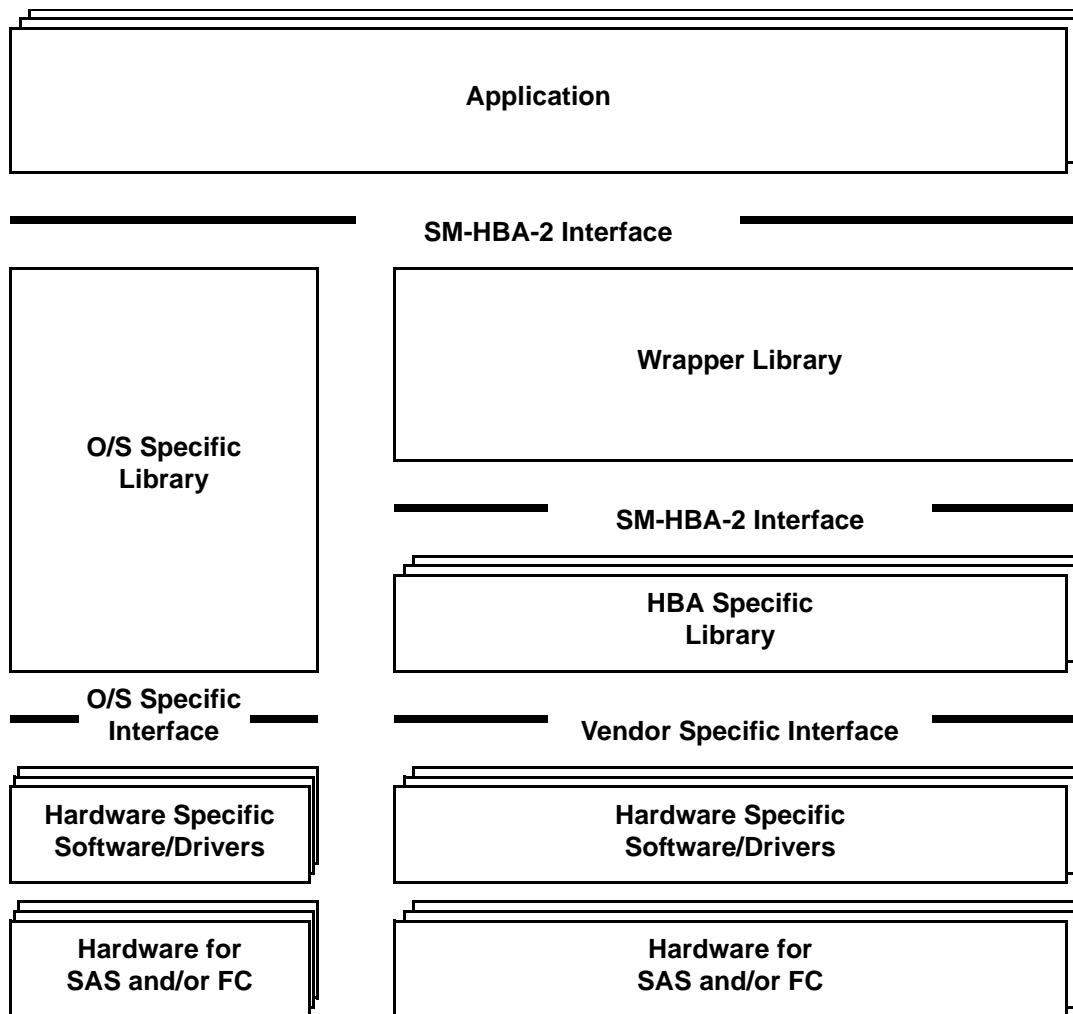 Application
SM-HBA-2 Interface
O/S Specific
Library
Wrapper Library
SM-HBA-2 Interface
HBA Specific
Library
O/S Specific
Interface
Vendor Specific Interface
Hardware Specific
Software/Drivers
Hardware Specific
Software/Drivers
Hardware for
SAS and/or FC
Hardware for
SAS and/or FC